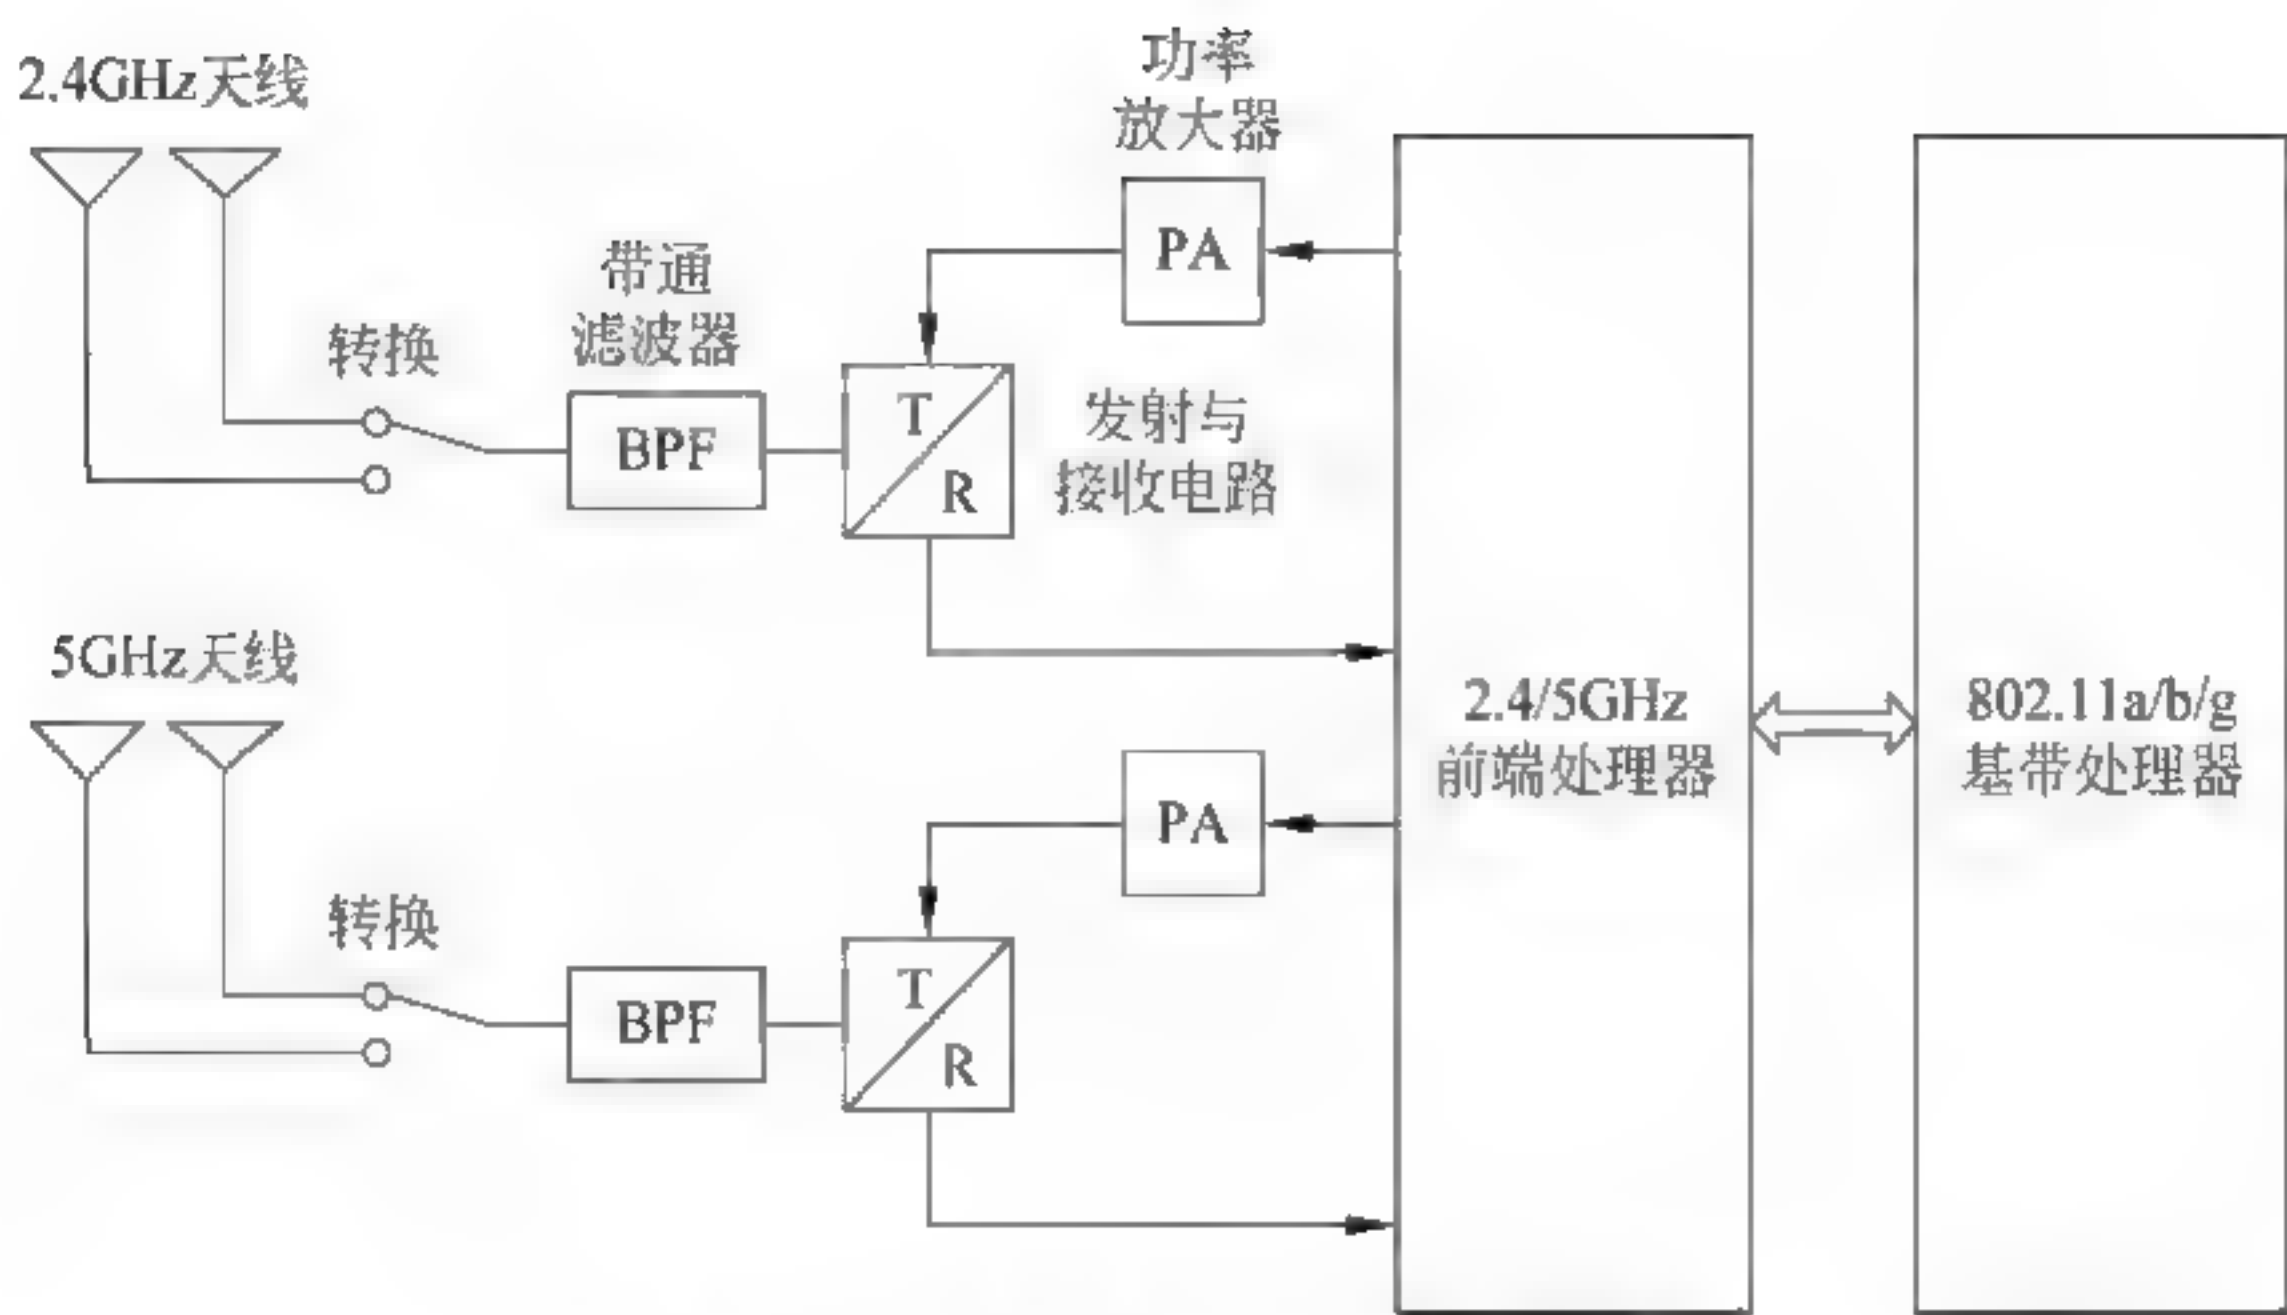 2.4GHz天线
功率
放大器
PA
带通
滤波器
转换
BPF
T
R
发射与
接收电路
5GHz天线
2.4/5GHz
前端处理器
802.11a/b/g
基带处理器
PA
转换
BPF
T
R